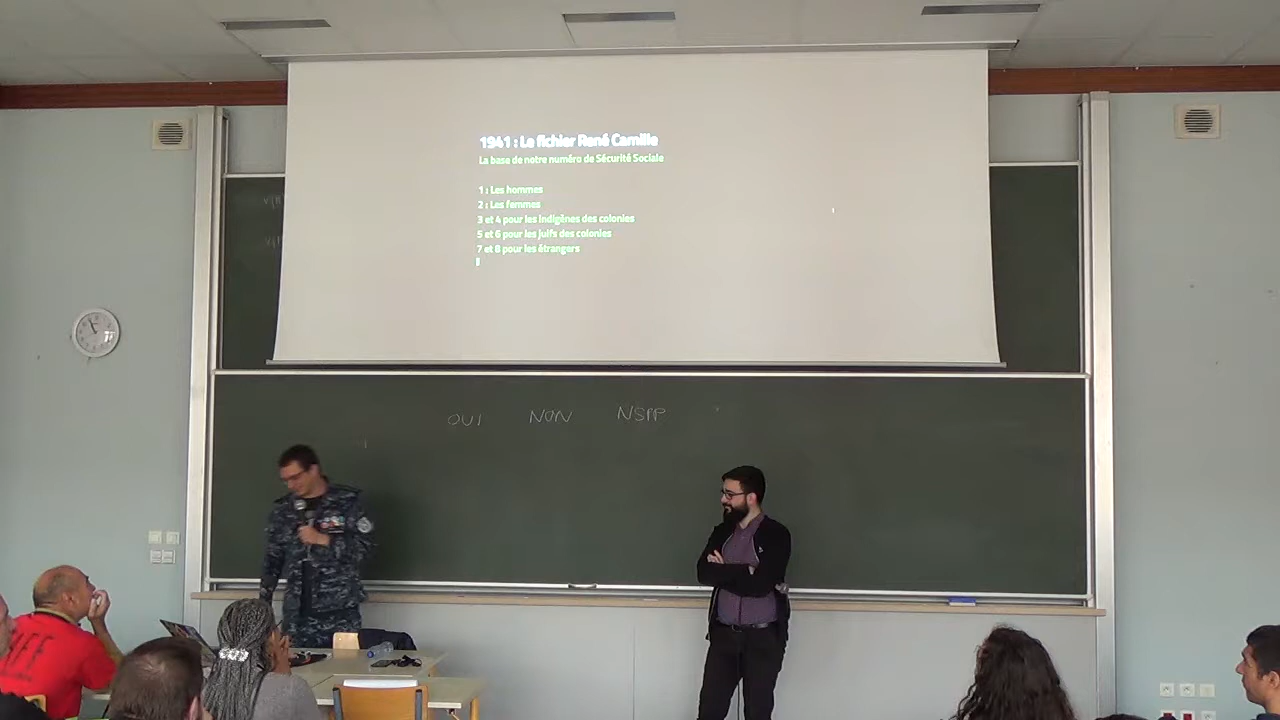 1941 : Le fichier René Camille
La base de notre numéro de Sécurité Sociale
1 : Les hommes
2 : Les femmes
3 et 4 pour les indigènes des colonies
5 et 6 pour les juifs des colonies
7 et 8 pour les étrangers
OUI NON NSPP